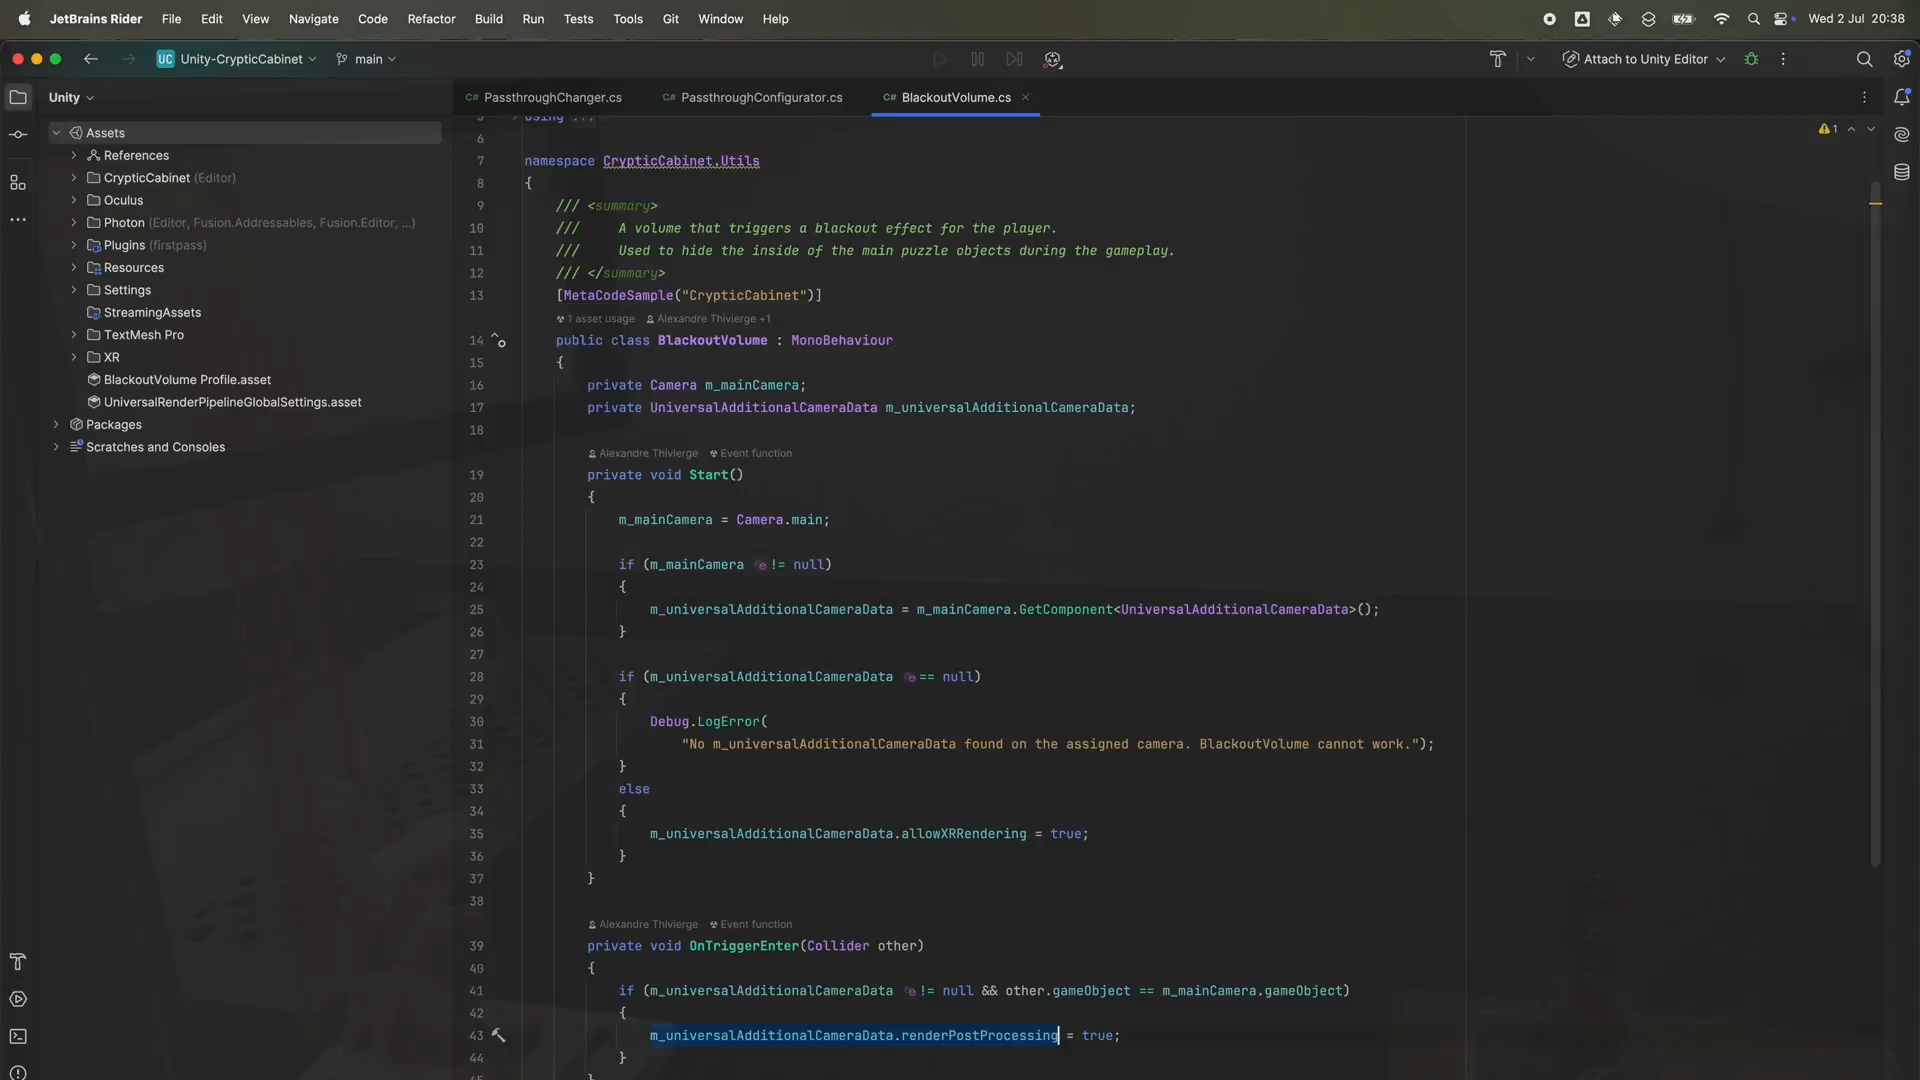 JetBrains Rider File Edit View Navigate Code Refactor Build Run Tests Tools Git Window Help Wed 2 Jul 20:38
UC Unity-CrypticCabinet main Attach to Unity Editor
Unity
C# PassthroughChanger.cs C# PassthroughConfigurator.cs C# BlackoutVolume.cs
Assets
References
CrypticCabinet (Editor)
Oculus
Photon (Editor, Fusion.Addressables, Fusion.Editor, ...)
Plugins (firstpass)
Resources
Settings
StreamingAssets
TextMesh Pro
XR
BlackoutVolume Profile.asset
UniversalRenderPipelineGlobalSettings.asset
Packages
Scratches and Consoles
1
5 using ...
6
7 namespace CrypticCabinet.Utils
8 {
9 /// <summary>
10 /// A volume that triggers a blackout effect for the player.
11 /// Used to hide the inside of the main puzzle objects during the gameplay.
12 /// </summary>
13 [MetaCodeSample("CrypticCabinet")]
1 asset usage Alexandre Thivierge +1
14 public class BlackoutVolume : MonoBehaviour
15 {
16 private Camera m_mainCamera;
17 private UniversalAdditionalCameraData m_universalAdditionalCameraData;
18
Alexandre Thivierge Event function
19 private void Start()
20 {
21 m_mainCamera = Camera.main;
22
23 if (m_mainCamera != null)
24 {
25 m_universalAdditionalCameraData = m_mainCamera.GetComponent<UniversalAdditionalCameraData>();
26 }
27
28 if (m_universalAdditionalCameraData == null)
29 {
30 Debug.LogError(
31 "No m_universalAdditionalCameraData found on the assigned camera. BlackoutVolume cannot work.");
32 }
33 else
34 {
35 m_universalAdditionalCameraData.allowXRRendering = true;
36 }
37 }
38
Alexandre Thivierge Event function
39 private void OnTriggerEnter(Collider other)
40 {
41 if (m_universalAdditionalCameraData != null && other.gameObject == m_mainCamera.gameObject)
42 {
43 m_universalAdditionalCameraData.renderPostProcessing = true;
44 }
45 }